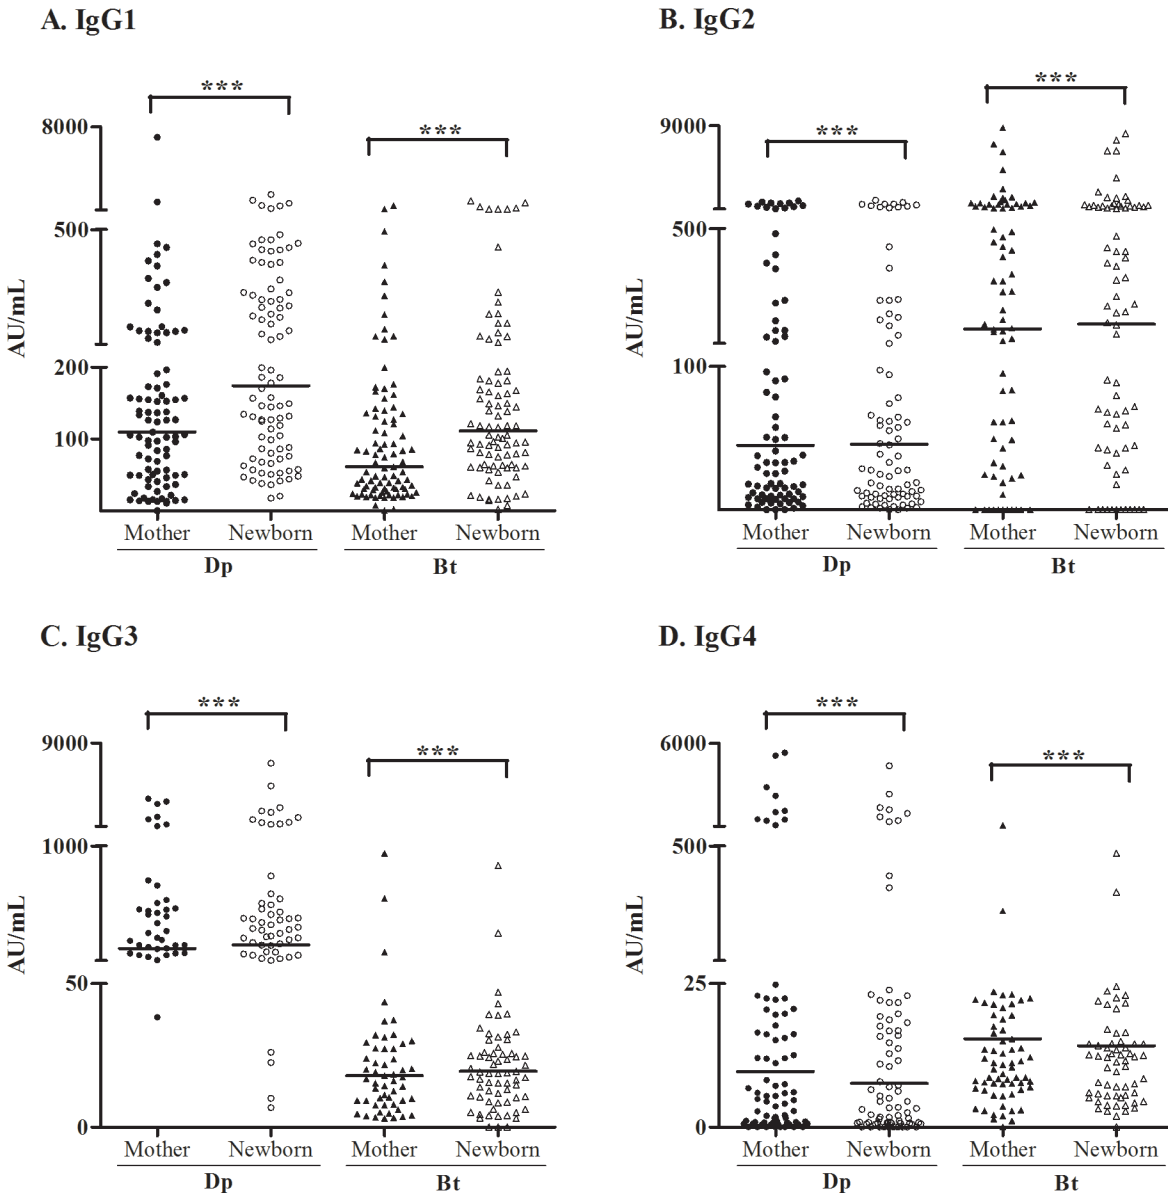 A. IgG1
B. IgG2
***
***
***
***
8000
500
200
100
AU/mL
9000
500
100
AU/mL
Mother
Newborn
Mother
Newborn
Dp
Bt
Mother
Newborn
Mother
Newborn
Dp
Bt
C. IgG3
D. IgG4
***
***
***
***
9000
1000
50
0
AU/mL
6000
500
25
0
AU/mL
Mother
Newborn
Mother
Newborn
Dp
Bt
Mother
Newborn
Mother
Newborn
Dp
Bt